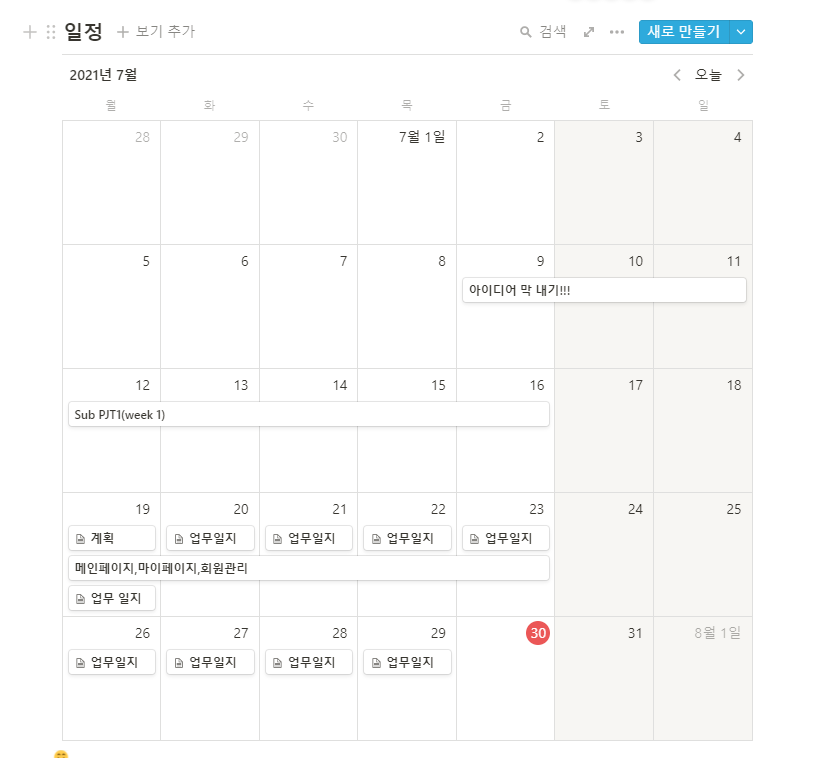 일정 보기 추가 검색 새로 만들기
2021년 7월 오늘
월 화 수 목 금 토 일
28 29 30 7월 1일 2 3 4
5 6 7 8 9 10 11
아이디어 막 내기!!!
12 13 14 15 16 17 18
Sub PJT1(week 1)
19 20 21 22 23 24 25
계획 업무일지 업무일지 업무일지 업무일지
메인페이지,마이페이지,회원관리
업무 일지
26 27 28 29 30 31 8월 1일
업무일지 업무일지 업무일지 업무일지